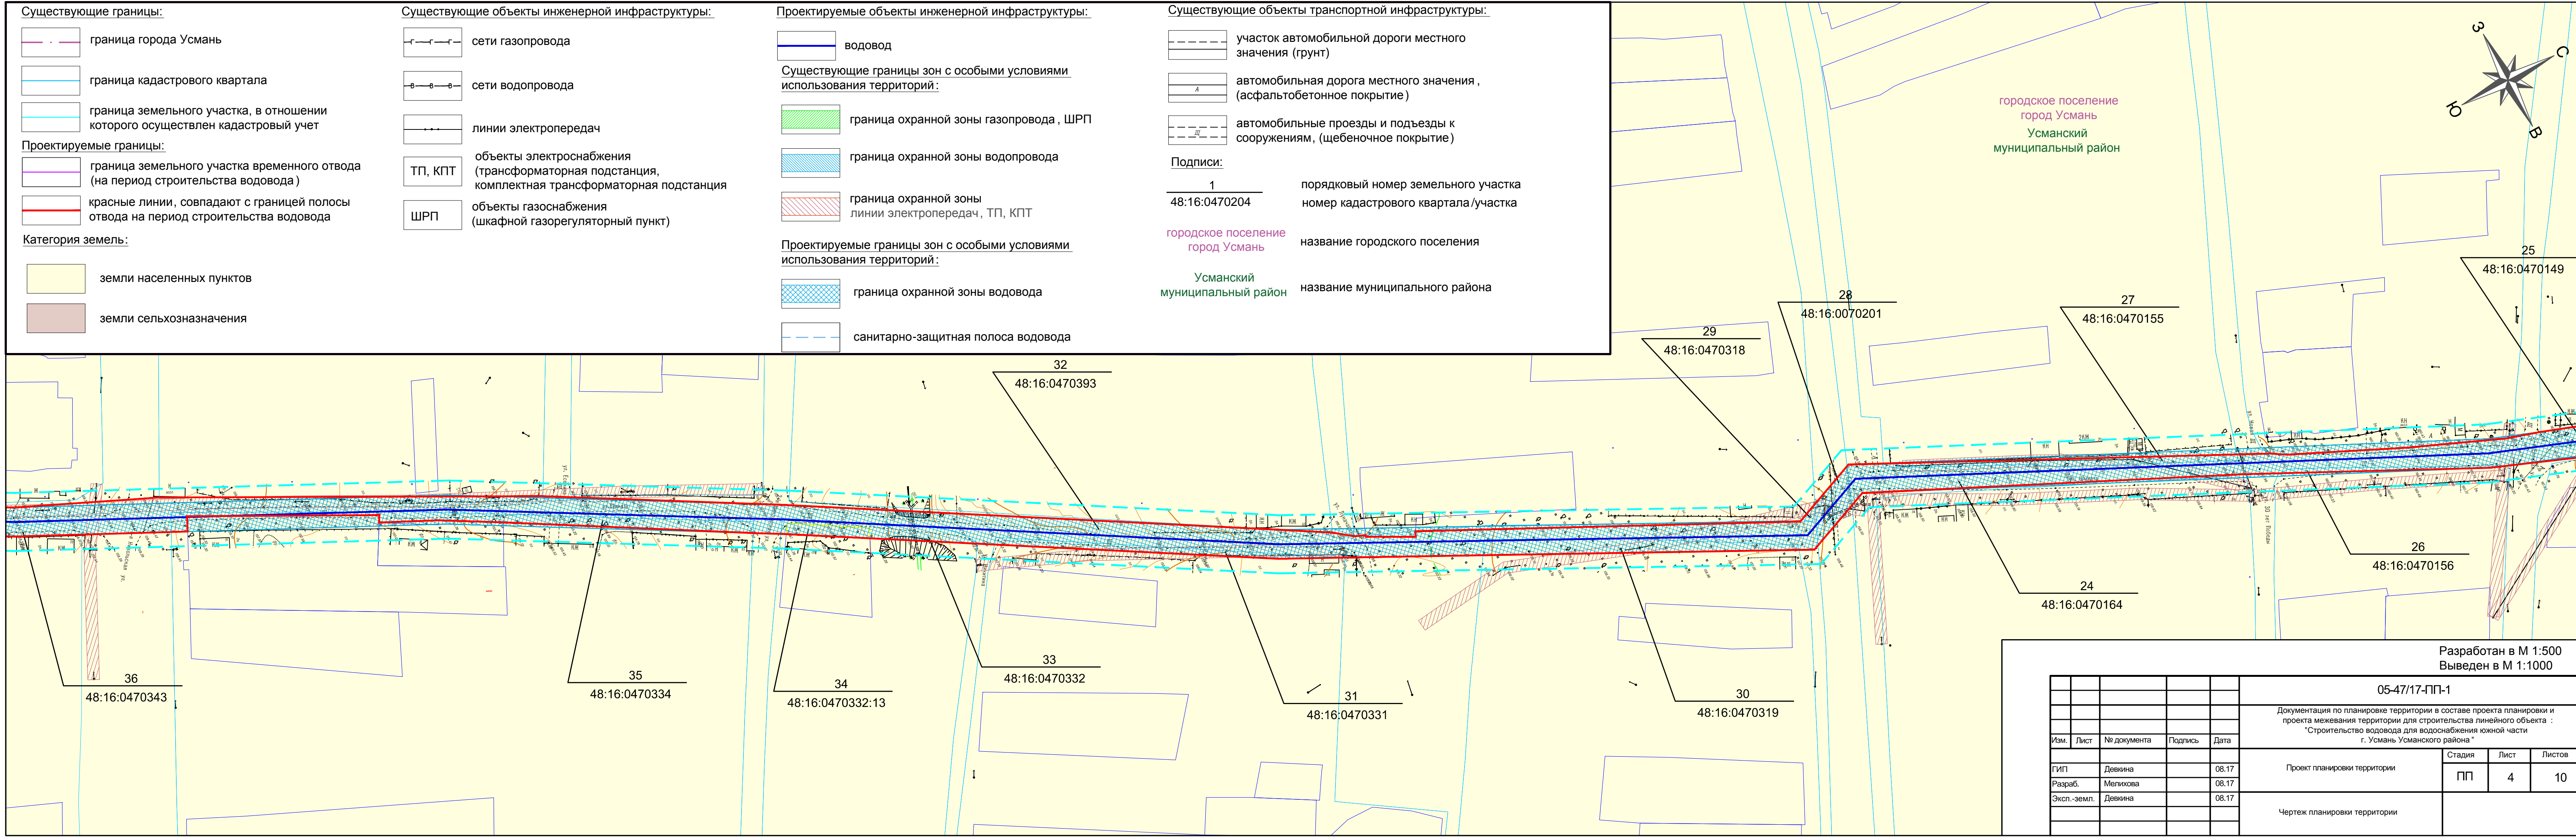 Существующие границы:
граница города Усмань
граница кадастрового квартала
граница земельного участка, в отношении
которого осуществлен кадастровый учет
Проектируемые границы:
граница земельного участка временного отвода
(на период строительства водовода)
красные линии, совпадают с границей полосы
отвода на период строительства водовода
Категория земель:
земли населенных пунктов
земли сельхозназначения
Существующие объекты инженерной инфраструктуры:
Г Г Г
сети газопровода
В В В
сети водопровода
линии электропередач
ТП, КПТ
объекты электроснабжения
(трансформаторная подстанция,
комплектная трансформаторная подстанция
ШРП
объекты газоснабжения
(шкафной газорегуляторный пункт)
Проектируемые объекты инженерной инфраструктуры:
водовод
Существующие границы зон с особыми условиями
использования территорий:
граница охранной зоны газопровода, ШРП
граница охранной зоны водопровода
граница охранной зоны
линии электропередач, ТП, КПТ
Проектируемые границы зон с особыми условиями
использования территорий:
граница охранной зоны водовода
санитарно-защитная полоса водовода
Существующие объекты транспортной инфраструктуры:
участок автомобильной дороги местного
значения (грунт)
А
автомобильная дорога местного значения,
(асфальтобетонное покрытие)
ДГ
автомобильные проезды и подъезды к
сооружениям, (щебеночное покрытие)
Подписи:
1
48:16:0470204
порядковый номер земельного участка
номер кадастрового квартала/участка
городское поселение
город Усмань
название городского поселения
Усманский
муниципальный район
название муниципального района
городское поселение
город Усмань
Усманский
муниципальный район
З
С
Ю
В
25
48:16:0470149
28
48:16:0070201
27
48:16:0470155
29
48:16:0470318
32
48:16:0470393
26
48:16:0470156
24
48:16:0470164
36
48:16:0470343
35
48:16:0470334
34
48:16:0470332:13
33
48:16:0470332
31
48:16:0470331
30
48:16:0470319
30 лет Победы
Разработан в М 1:500
Выведен в М 1:1000
05-47/17-ПП-1
Документация по планировке территории в составе проекта планировки и
проекта межевания территории для строительства линейного объекта :
"Строительство водовода для водоснабжения южной части
г. Усмань Усманского района"
Изм. Лист № документа Подпись Дата
ГИП Девкина 08.17
Разраб. Мелихова 08.17
Эксп.-земл. Девкина 08.17
Проект планировки территории
Стадия Лист Листов
ПП 4 10
Чертеж планировки территории